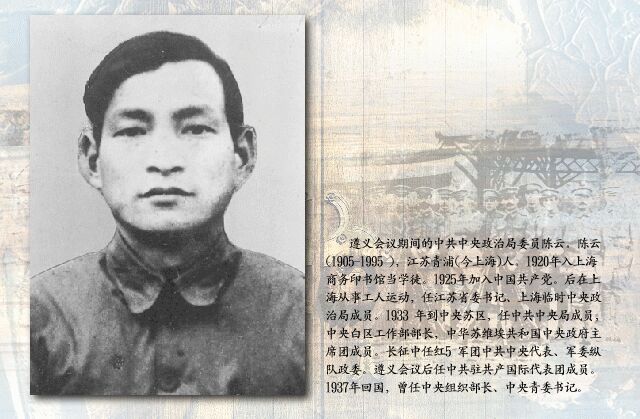 遵义会议期间的中共中央政治局委员陈云。陈云
(1905-1995 )，江苏青浦(今上海)人。1920年入上海
商务印书馆当学徒。1925年加入中国共产党。后在上
海从事工人运动，任江苏省委书记、上海临时中央政
治局成员。1933 年到中央苏区，任中共中央局成员，
中央白区工作部部长，中华苏维埃共和国中央政府主
席团成员。长征中任红5 军团中共中央代表、军委纵
队政委。遵义会议后任中共驻共产国际代表团成员。
1937年回国，曾任中央组织部长、中央青委书记。